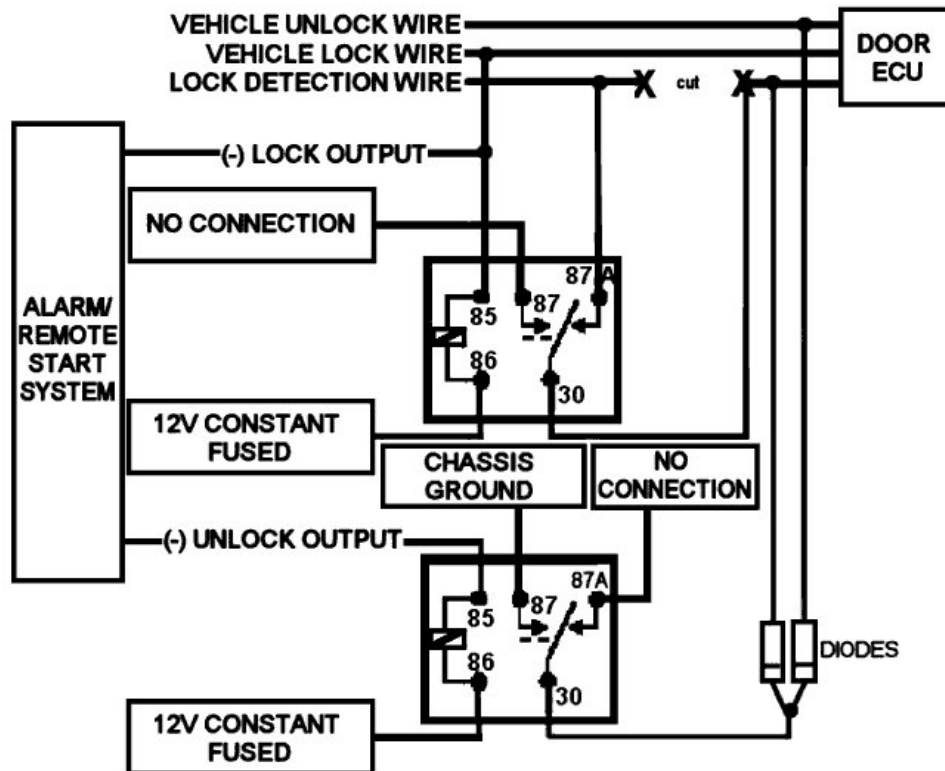 VEHICLE UNLOCK WIRE
VEHICLE LOCK WIRE
LOCK DETECTION WIRE
X cut X
DOOR
ECU
(-) LOCK OUTPUT
NO CONNECTION
ALARM/
REMOTE
START
SYSTEM
87A
85
87
86
30
12V CONSTANT
FUSED
CHASSIS
GROUND
NO
CONNECTION
(-) UNLOCK OUTPUT
87A
85
87
86
30
DIODES
12V CONSTANT
FUSED